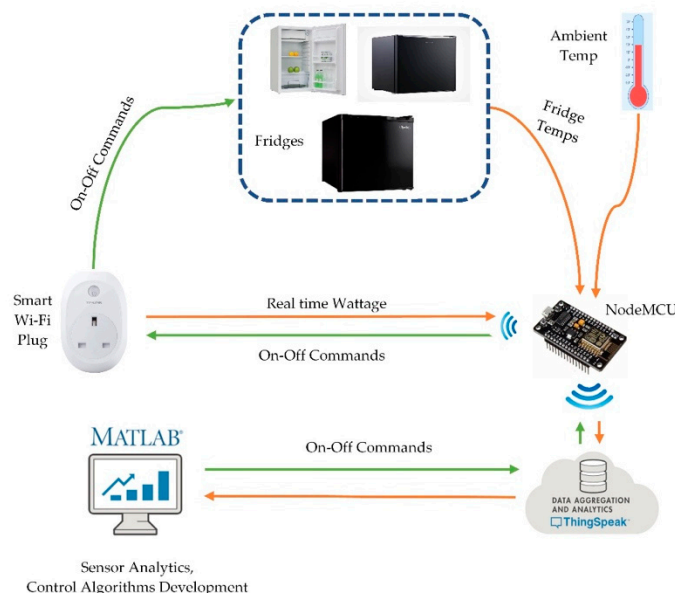 Ambient
Temp
Fridges
Fridge
Temps
On-Off Commands
Smart
Wi-Fi
Plug
Real time Wattage
NodeMCU
On-Off Commands
MATLAB®
On-Off Commands
DATA AGGREGATION
AND ANALYTICS
ThingSpeak™
Sensor Analytics,
Control Algorithms Development